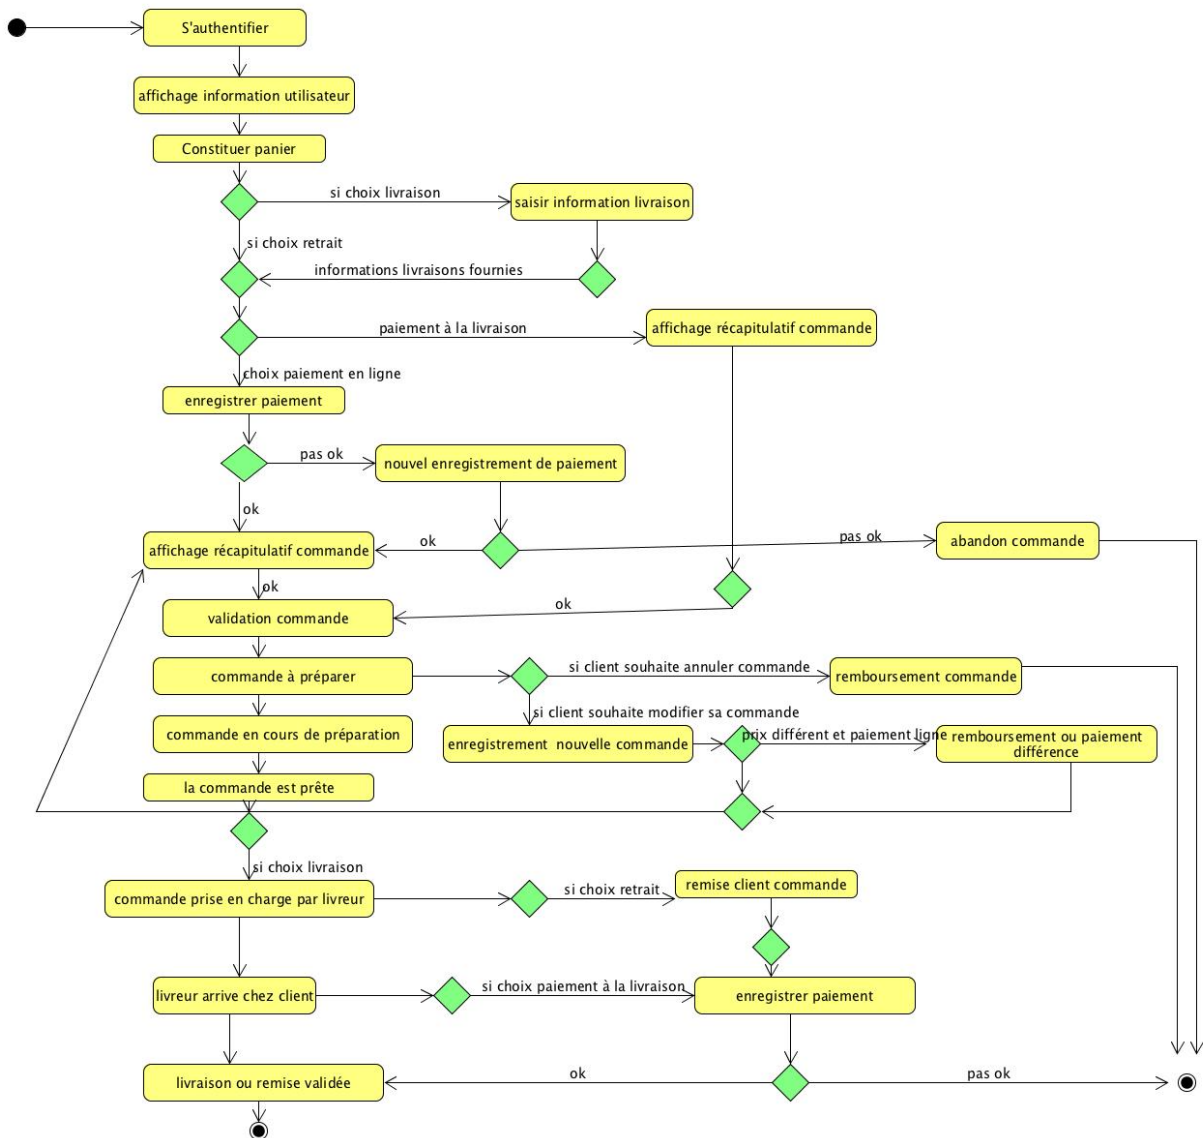 S'authentifier
affichage information utilisateur
Constituer panier
si choix livraison
saisir information livraison
si choix retrait
informations livraisons fournies
paiement à la livraison
affichage récapitulatif commande
choix paiement en ligne
enregistrer paiement
pas ok
nouvel enregistrement de paiement
ok
affichage récapitulatif commande
ok
pas ok
abandon commande
ok
validation commande
ok
commande à préparer
si client souhaite annuler commande
remboursement commande
si client souhaite modifier sa commande
commande en cours de préparation
enregistrement nouvelle commande
prix différent et paiement ligne
remboursement ou paiement
différence
la commande est prête
si choix livraison
commande prise en charge par livreur
si choix retrait
remise client commande
livreur arrive chez client
si choix paiement à la livraison
enregistrer paiement
livraison ou remise validée
ok
pas ok